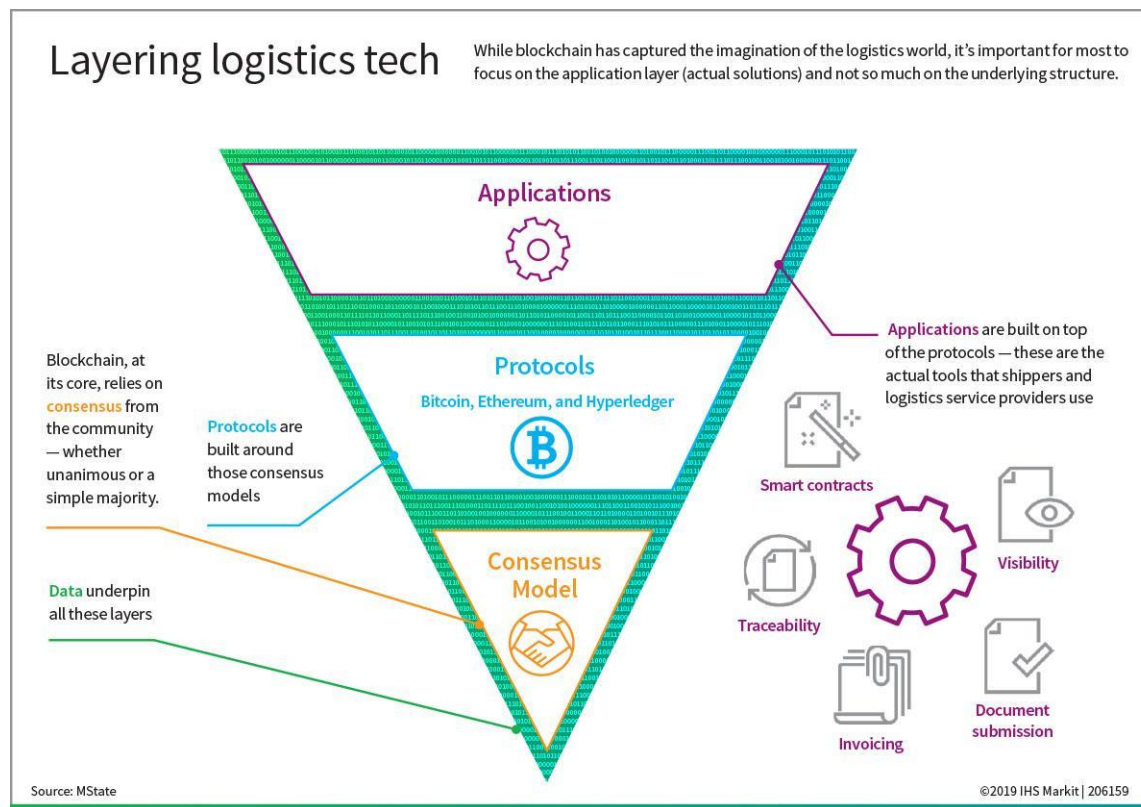 Layering logistics tech
While blockchain has captured the imagination of the logistics world, it's important for most to
focus on the application layer (actual solutions) and not so much on the underlying structure.
Applications
Protocols
Bitcoin, Ethereum, and Hyperledger
Consensus
Model
Blockchain, at
its core, relies on
consensus from
the community
— whether
unanimous or a
simple majority.
Protocols are
built around
those consensus
models
Data underpin
all these layers
Applications are built on top
of the protocols — these are the
actual tools that shippers and
logistics service providers use
Smart contracts
Visibility
Traceability
Document
submission
Invoicing
Source: MState
©2019 IHS Markit | 206159